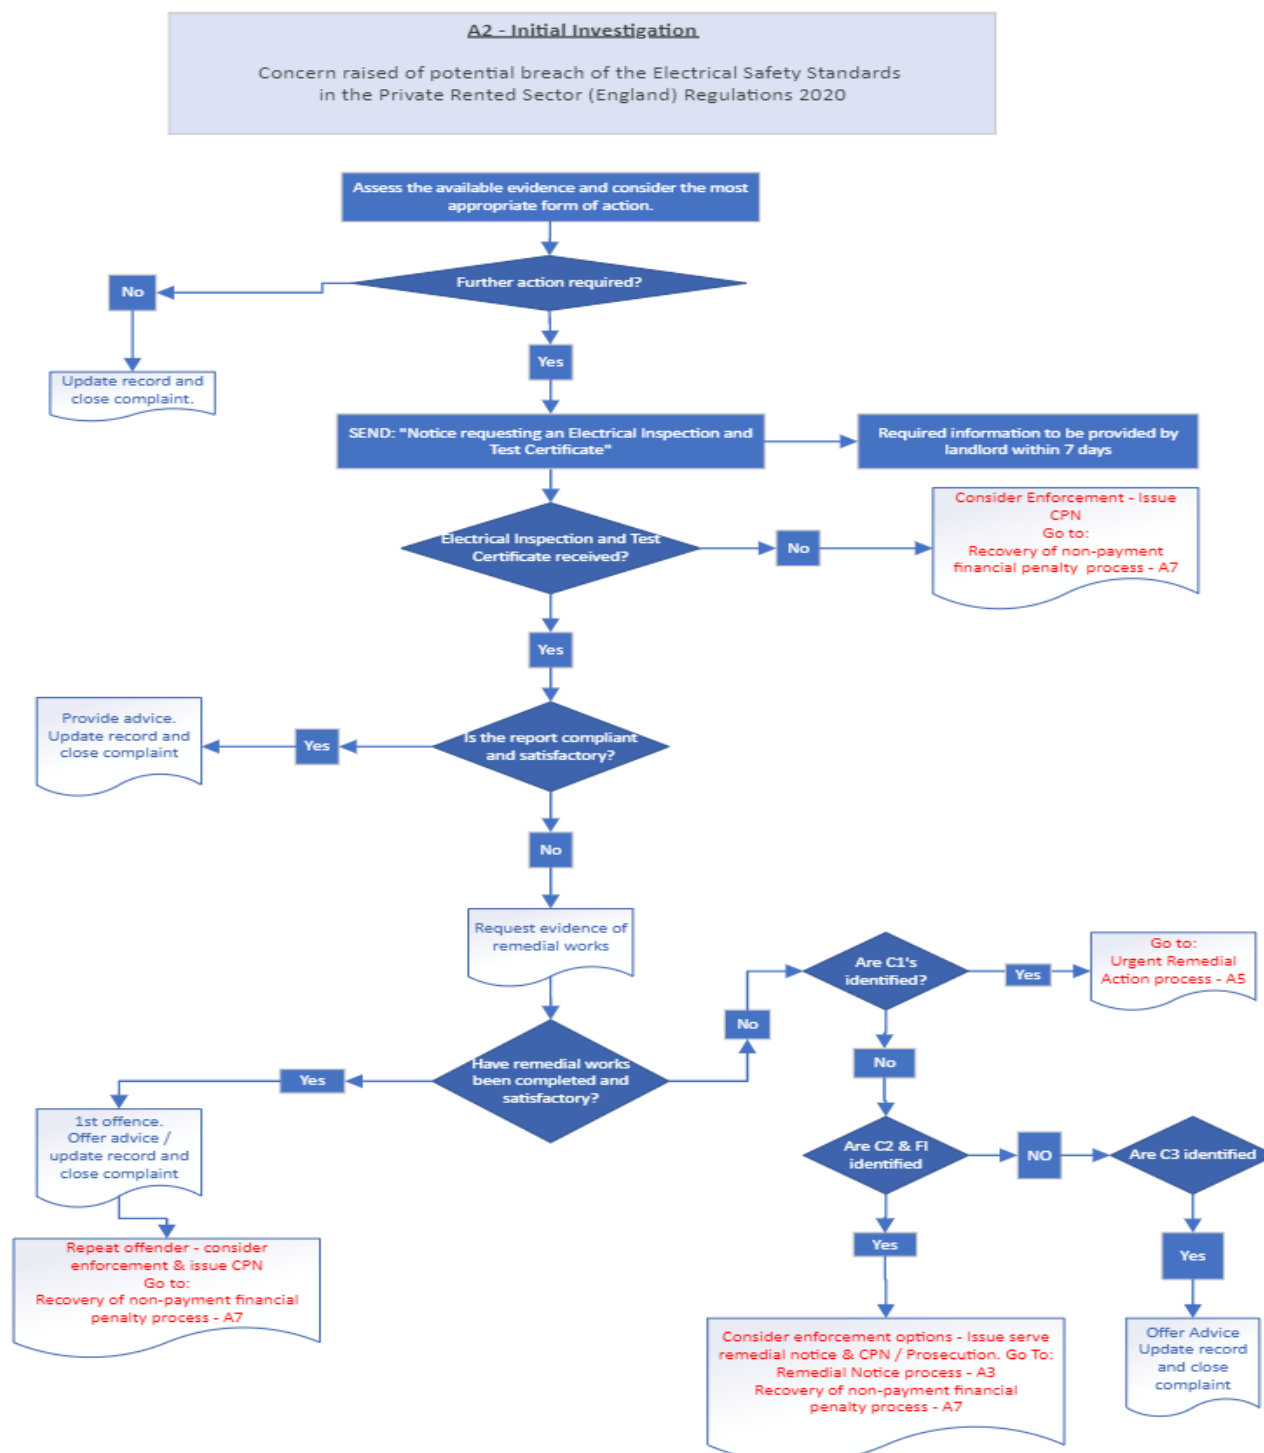 A2 - Initial Investigation
Concern raised of potential breach of the Electrical Safety Standards
in the Private Rented Sector (England) Regulations 2020
Assess the available evidence and consider the most
appropriate form of action.
Further action required?
No
Update record and
close complaint.
Yes
SEND: "Notice requesting an Electrical Inspection and
Test Certificate"
Required information to be provided by
landlord within 7 days
Electrical Inspection and Test
Certificate received?
No
Consider Enforcement - Issue
CPN
Go to:
Recovery of non-payment
financial penalty process - A7
Yes
Is the report compliant
and satisfactory?
Yes
Provide advice.
Update record and
close complaint
No
Request evidence of
remedial works
Have remedial works
been completed and
satisfactory?
Yes
1st offence.
Offer advice /
update record and
close complaint
Repeat offender - consider
enforcement & issue CPN
Go to:
Recovery of non-payment financial
penalty process - A7
No
Are C1's
identified?
Yes
Go to:
Urgent Remedial
Action process - A5
No
Are C2 & FI
identified
NO
Are C3 identified
Yes
Consider enforcement options - Issue serve
remedial notice & CPN / Prosecution. Go To:
Remedial Notice process - A3
Recovery of non-payment financial
penalty process - A7
Yes
Offer Advice
Update record
and close
complaint